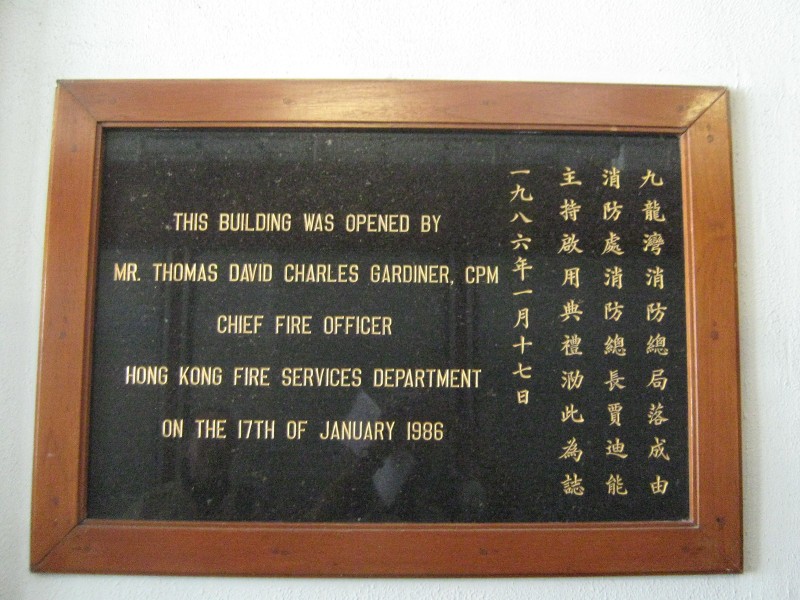 THIS BUILDING WAS OPENED BY
MR. THOMAS DAVID CHARLES GARDINER, CPM
CHIEF FIRE OFFICER
HONG KONG FIRE SERVICES DEPARTMENT
ON THE 17TH OF JANUARY 1986
九龍灣消防總局落成由
消防處消防總長賈迪能
主持啟用典禮泐此為誌
一九八六年一月十七日